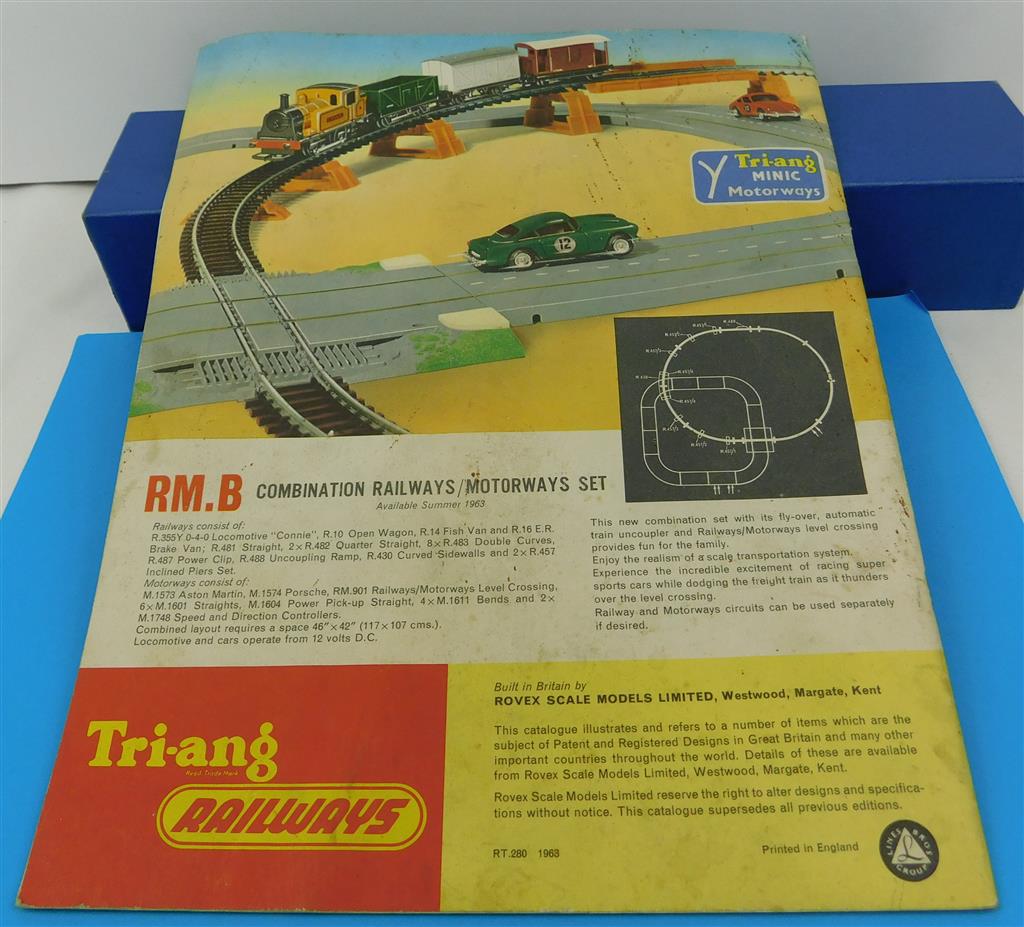 Tri-ang
MINIC
Motorways
12
RM.B COMBINATION RAILWAYS/MOTORWAYS SET
Available Summer 1963
Railways consist of:
R.355Y 0-4-0 Locomotive "Connie", R.10 Open Wagon, R.14 Fish Van and R.16 E.R.
Brake Van; R.481 Straight, 2×R.482 Quarter Straight, 8×R.483 Double Curves,
R.487 Power Clip, R.488 Uncoupling Ramp, R.430 Curved Sidewalls and 2×R.457
Inclined Piers Set.
Motorways consist of:
M.1573 Aston Martin, M.1574 Porsche, RM.901 Railways/Motorways Level Crossing,
6×M.1601 Straights, M.1604 Power Pick-up Straight, 4×M.1611 Bends and 2×
M.1748 Speed and Direction Controllers.
Combined layout requires a space 46"×42" (117×107 cms.).
Locomotive and cars operate from 12 volts D.C.
This new combination set with its fly-over, automatic
train uncoupler and Railways/Motorways level crossing
provides fun for the family.
Enjoy the realism of a scale transportation system.
Experience the incredible excitement of racing super
sports cars while dodging the freight train as it thunders
over the level crossing.
Railway and Motorways circuits can be used separately
if desired.
Tri-ang
Regd. Trade Mark
RAILWAYS
Built in Britain by
ROVEX SCALE MODELS LIMITED, Westwood, Margate, Kent
This catalogue illustrates and refers to a number of items which are the
subject of Patent and Registered Designs in Great Britain and many other
important countries throughout the world. Details of these are available
from Rovex Scale Models Limited, Westwood, Margate, Kent.
Rovex Scale Models Limited reserve the right to alter designs and specifica-
tions without notice. This catalogue supersedes all previous editions.
RT.280 1963
Printed in England
LINES BROS
GROUP